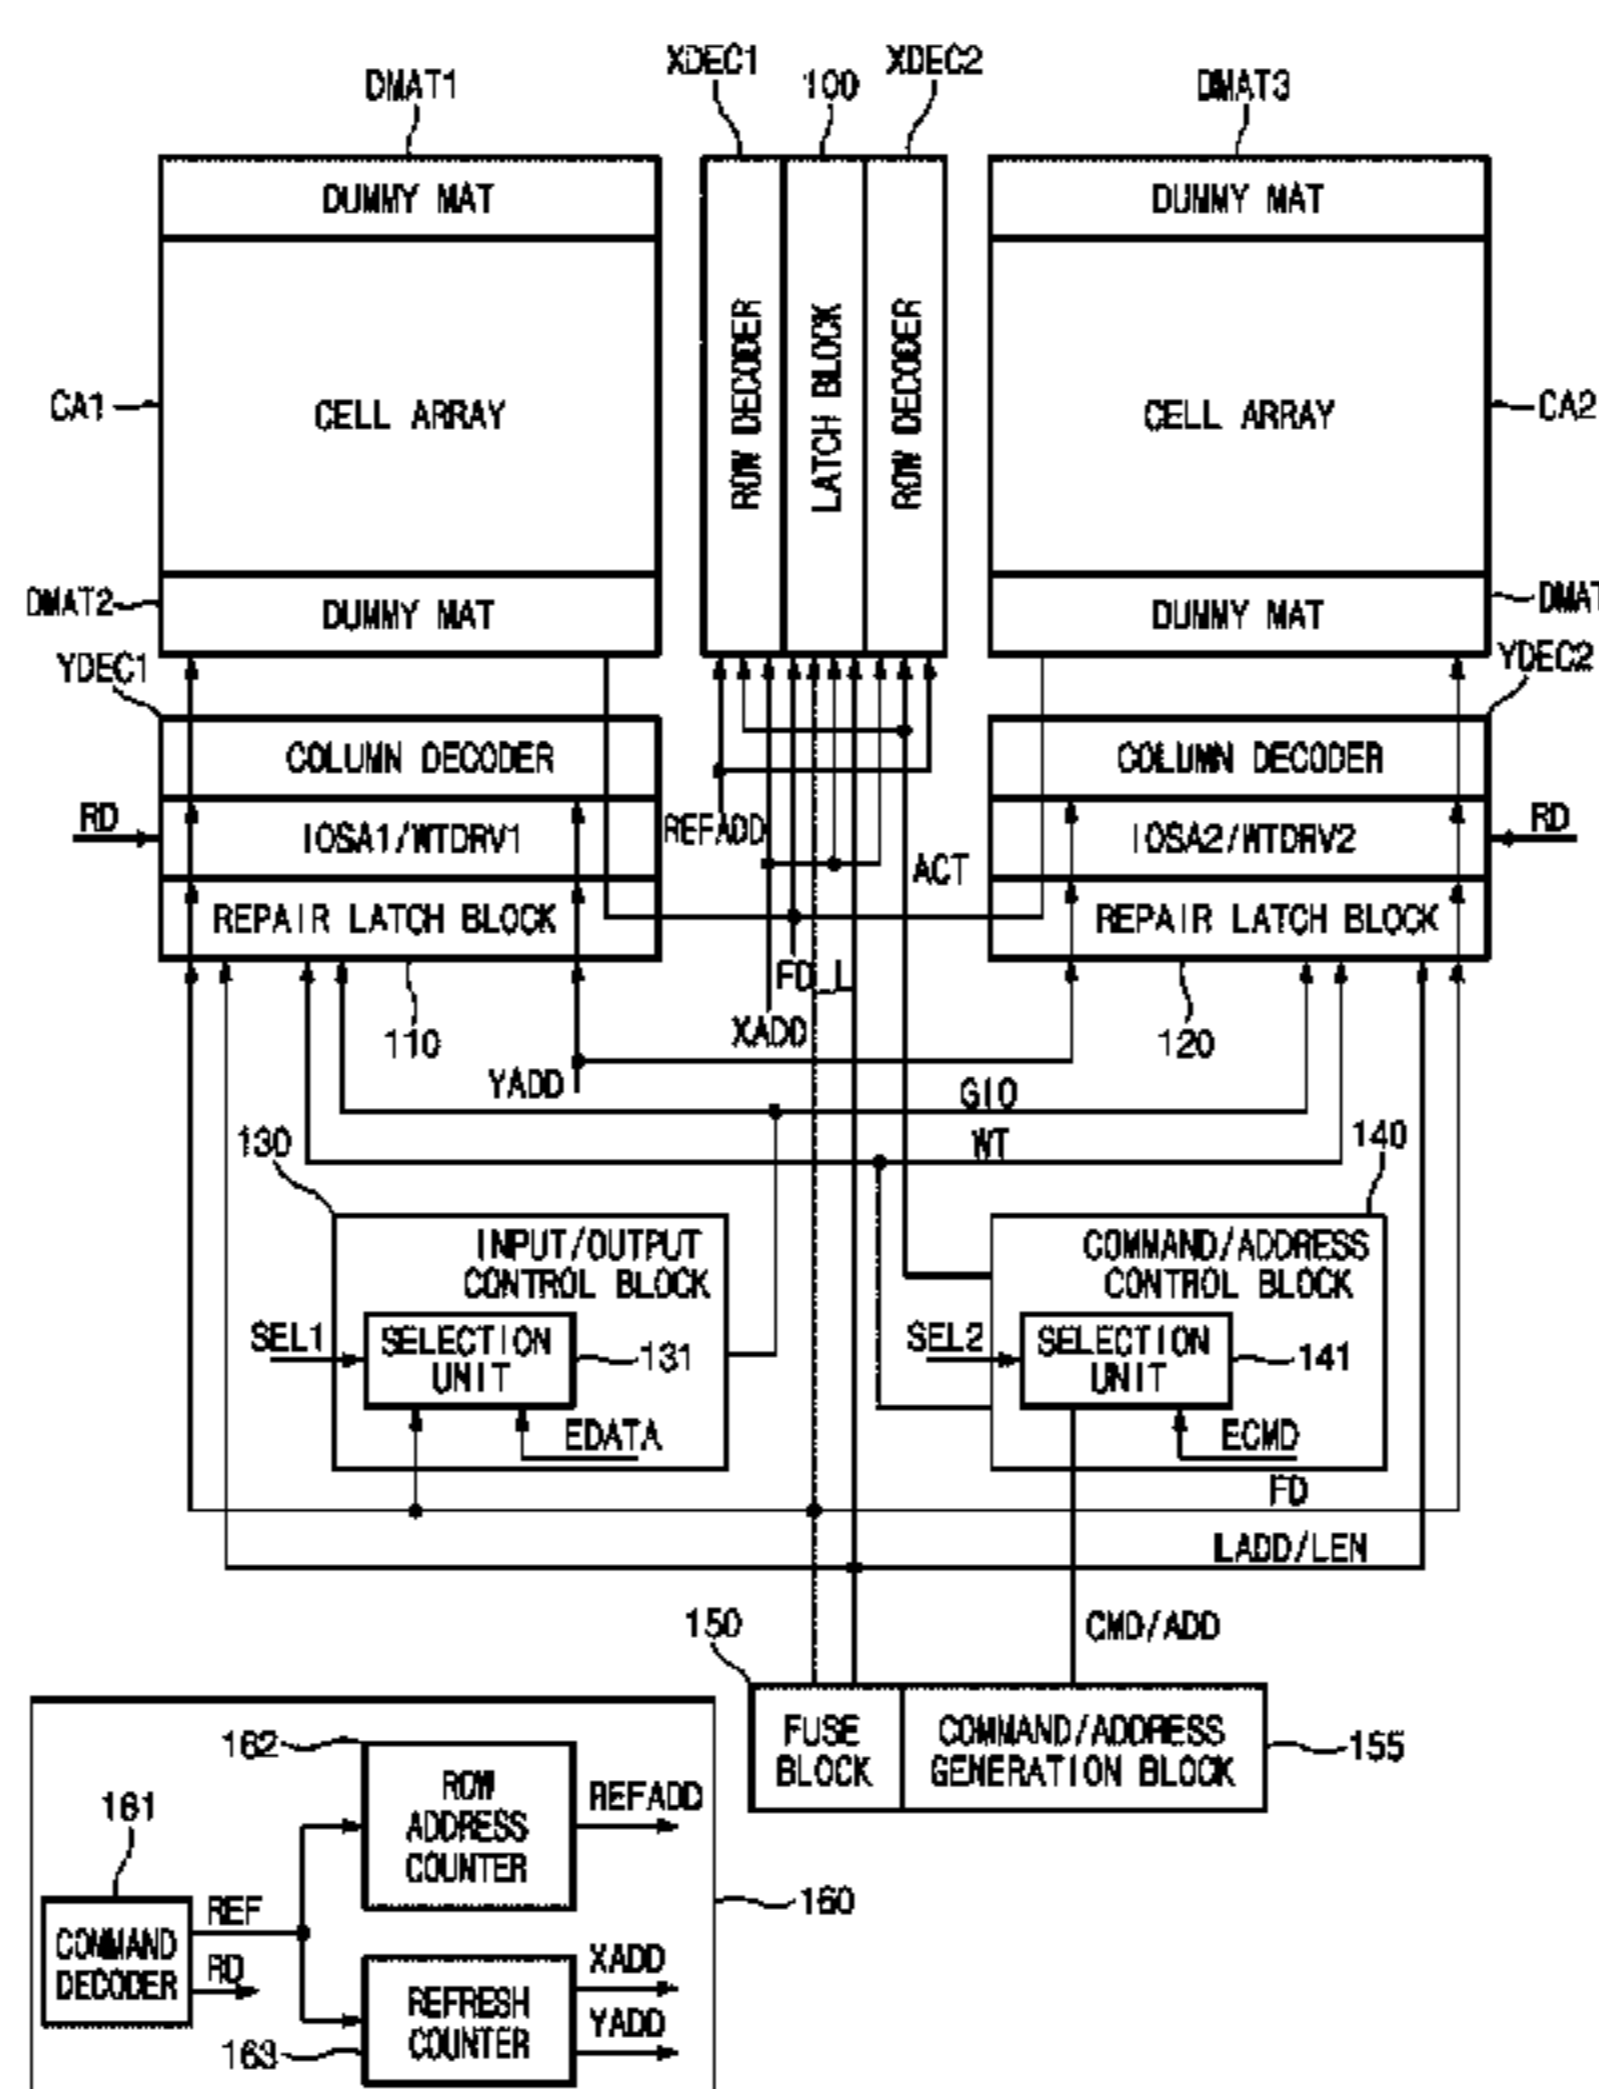 XDEC1 100 XDEC2
DMAT1 DMAT3
DUMMY MAT DUMMY MAT
ROW DECODER
LATCH BLOCK
ROW DECODER
CA1 CELL ARRAY CELL ARRAY CA2
DMAT2 DUMMY MAT DUMMY MAT DMAT
YDEC1 YDEC2
COLUMN DECODER COLUMN DECODER
RD IOSA1/WTDRV1 REFADD IOSA2/WTDRV2 RD
ACT
REPAIR LATCH BLOCK REPAIR LATCH BLOCK
FD_L
110 XADD 120
YADD GIO
130 WT 140
INPUT/OUTPUT
CONTROL BLOCK
COMMAND/ADDRESS
CONTROL BLOCK
SEL1 SELECTION
UNIT 131
SEL2 SELECTION
UNIT 141
EDATA ECMD
FD
LADD/LEN
150 CMD/ADD
FUSE
BLOCK
COMMAND/ADDRESS
GENERATION BLOCK 155
162 ROW
ADDRESS
COUNTER REFADD
161 160
COMMAND
DECODER
REF
RD
REFRESH
COUNTER
XADD
YADD
163